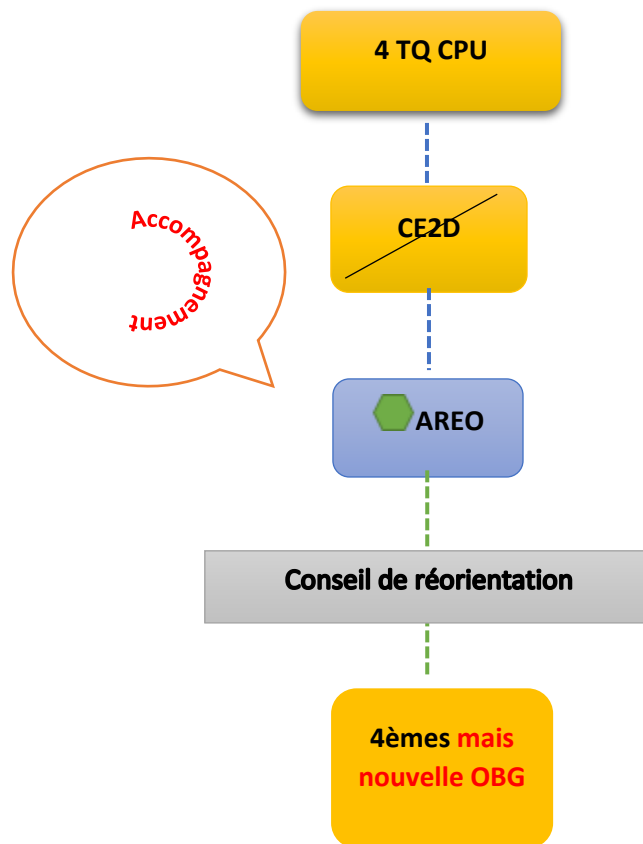 4 TQ CPU
Accompagnement
CE2D
AREO
Conseil de réorientation
4èmes mais
nouvelle OBG